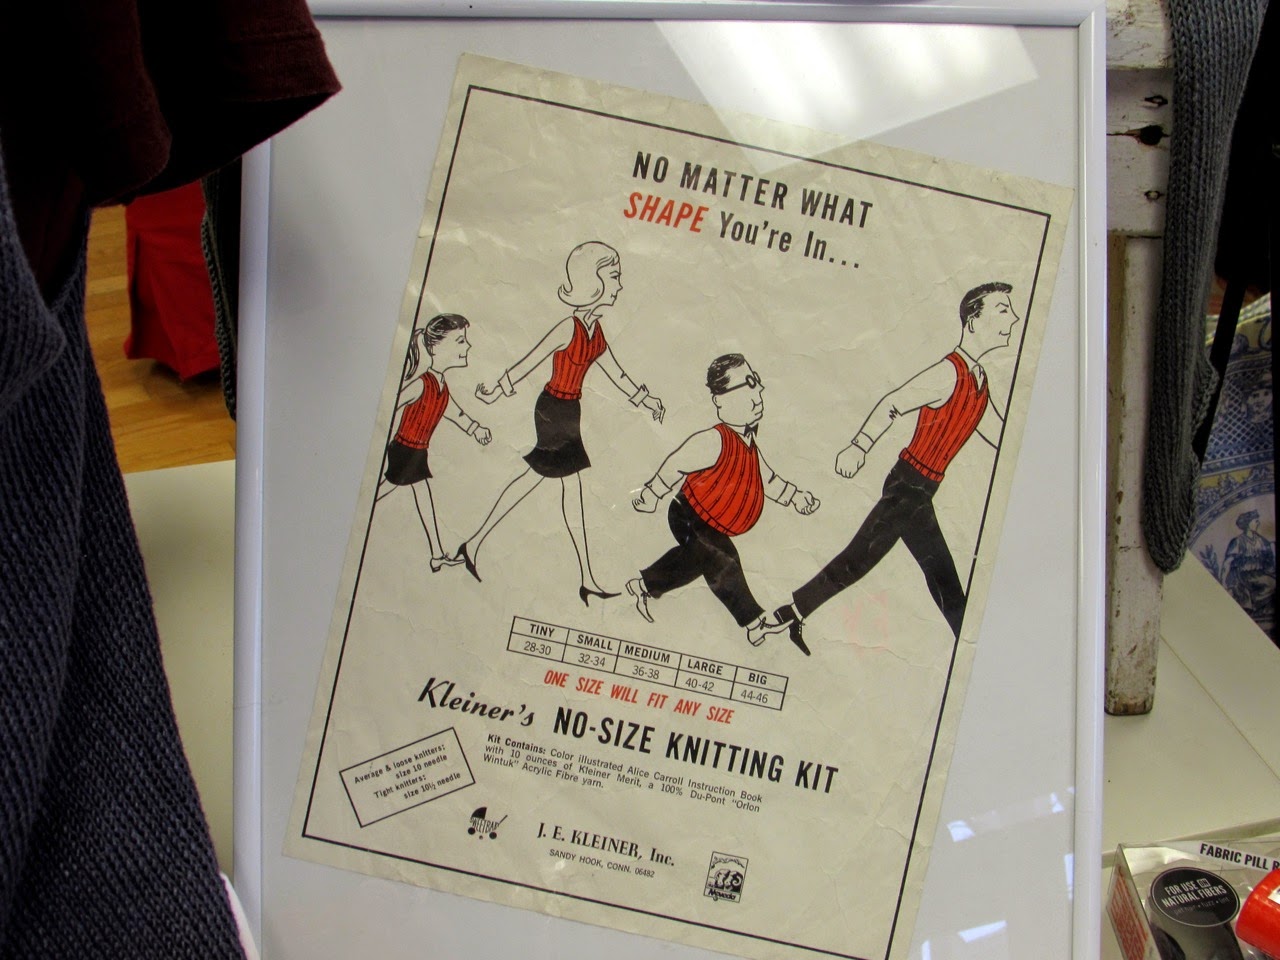 NO MATTER WHAT
SHAPE You're In...
TINY SMALL MEDIUM LARGE BIG
28-30 32-34 36-38 40-42 44-46
ONE SIZE WILL FIT ANY SIZE
Kleiner's NO-SIZE KNITTING KIT
Kit Contains: Color illustrated Alice Carroll Instruction Book
with 10 ounces of Kleiner Merit, a 100% Du-Pont "Orlon
Wintuk" Acrylic Fibre yarn.
Average & loose knitters:
size 10 needle
Tight knitters:
size 10½ needle
J. E. KLEINER, Inc.
SANDY HOOK, CONN. 06482
FABRIC PILL
FOR USE ON
NATURAL FIBERS